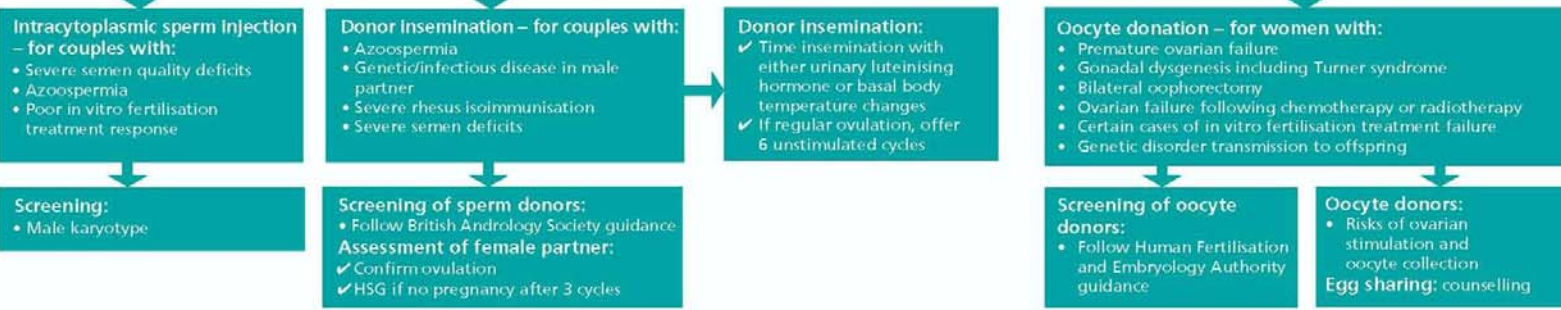 Intracytoplasmic sperm injection
– for couples with:
• Severe semen quality deficits
• Azoospermia
• Poor in vitro fertilisation
treatment response
Screening:
• Male karyotype
Donor insemination – for couples with:
• Azoospermia
• Genetic/infectious disease in male
partner
• Severe rhesus isoimmunisation
• Severe semen deficits
Screening of sperm donors:
• Follow British Andrology Society guidance
Assessment of female partner:
✔ Confirm ovulation
✔ HSG if no pregnancy after 3 cycles
Donor insemination:
✔ Time insemination with
either urinary luteinising
hormone or basal body
temperature changes
✔ If regular ovulation, offer
6 unstimulated cycles
Oocyte donation – for women with:
• Premature ovarian failure
• Gonadal dysgenesis including Turner syndrome
• Bilateral oophorectomy
• Ovarian failure following chemotherapy or radiotherapy
• Certain cases of in vitro fertilisation treatment failure
• Genetic disorder transmission to offspring
Screening of oocyte
donors:
• Follow Human Fertilisation
and Embryology Authority
guidance
Oocyte donors:
• Risks of ovarian
stimulation and
oocyte collection
Egg sharing: counselling